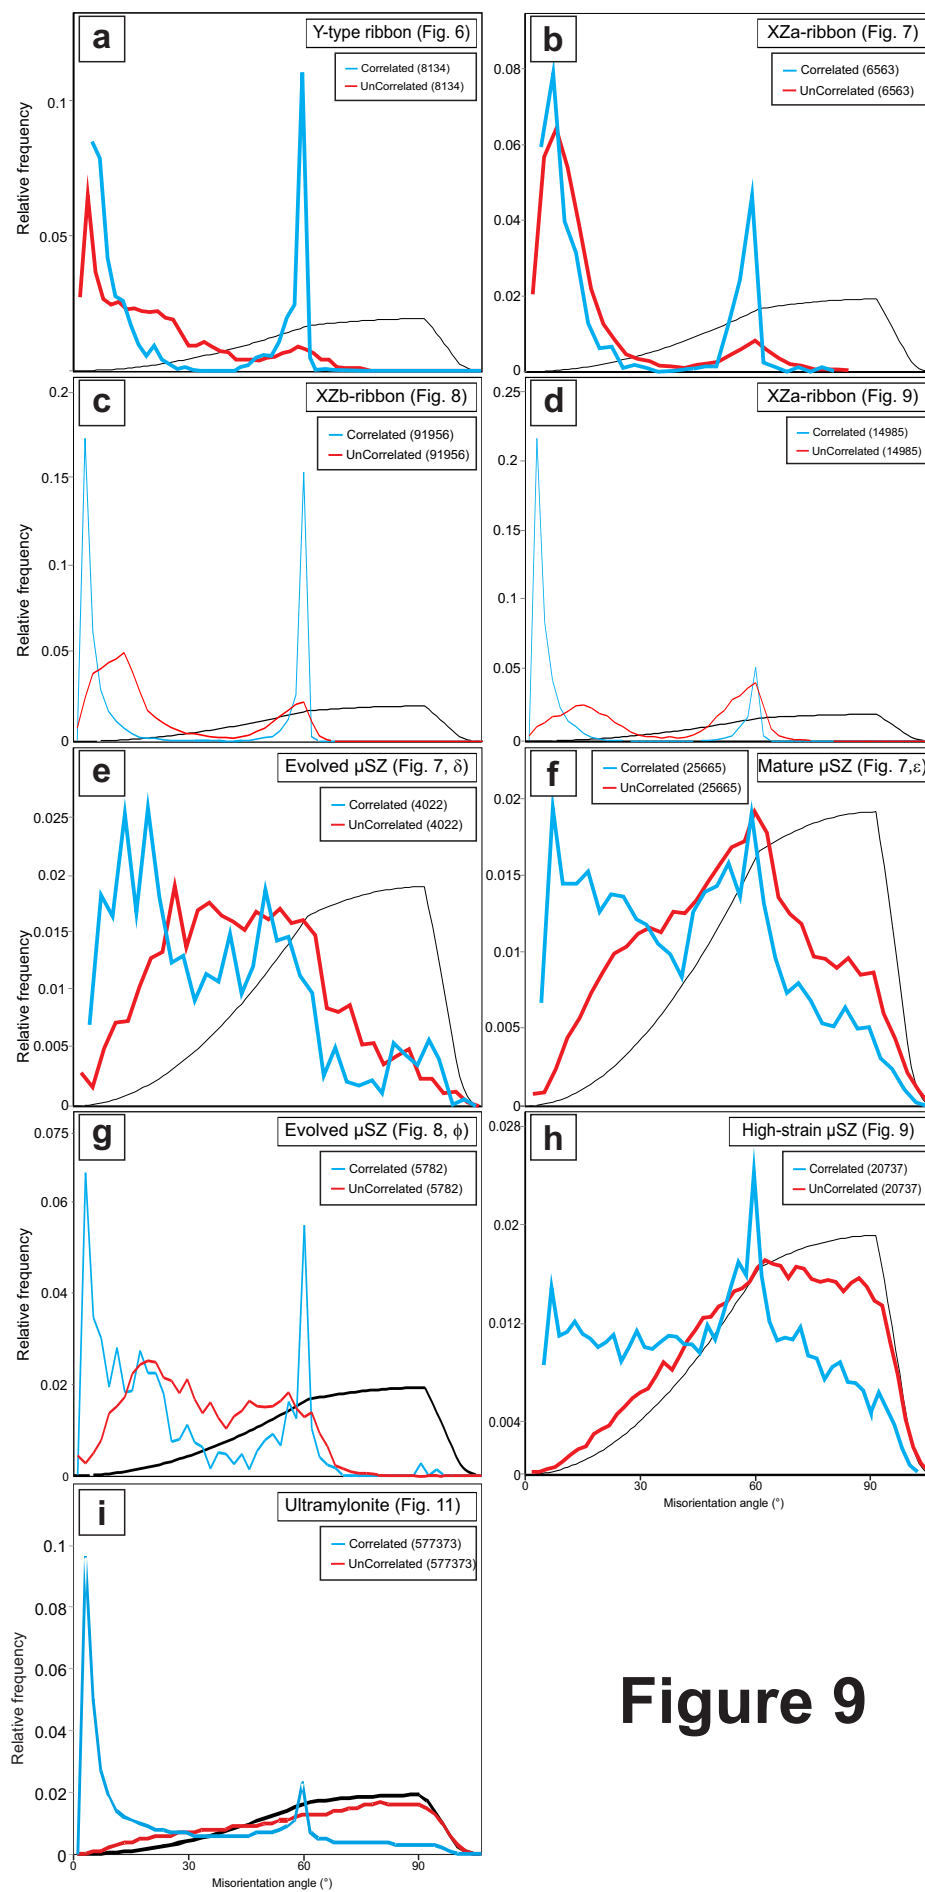 a
Y-type ribbon (Fig. 6)
Correlated (8134)
UnCorrelated (8134)
Relative frequency
0.1
0.05
b
XZa-ribbon (Fig. 7)
Correlated (6563)
UnCorrelated (6563)
0.08
0.06
0.04
0.02
0
c
XZb-ribbon (Fig. 8)
Correlated (91956)
UnCorrelated (91956)
Relative frequency
0.2
0.15
0.1
0.05
0
d
XZa-ribbon (Fig. 9)
Correlated (14985)
UnCorrelated (14985)
0.25
0.2
0.15
0.1
0.05
0
e
Evolved µSZ (Fig. 7, δ)
Correlated (4022)
UnCorrelated (4022)
Relative frequency
0.025
0.02
0.015
0.01
0.005
0
f
Mature µSZ (Fig. 7,ε)
Correlated (25665)
UnCorrelated (25665)
0.02
0.015
0.01
0.005
0
g
Evolved µSZ (Fig. 8, ϕ)
Correlated (5782)
UnCorrelated (5782)
Relative frequency
0.075
0.06
0.04
0.02
0
h
High-strain µSZ (Fig. 9)
Correlated (20737)
UnCorrelated (20737)
0.028
0.02
0.012
0.004
0
0 30 60 90
Misorientation angle (°)
i
Ultramylonite (Fig. 11)
Correlated (577373)
UnCorrelated (577373)
Relative frequency
0.1
0.08
0.06
0.04
0.02
0
0 30 60 90
Misorientation angle (°)
Figure 9